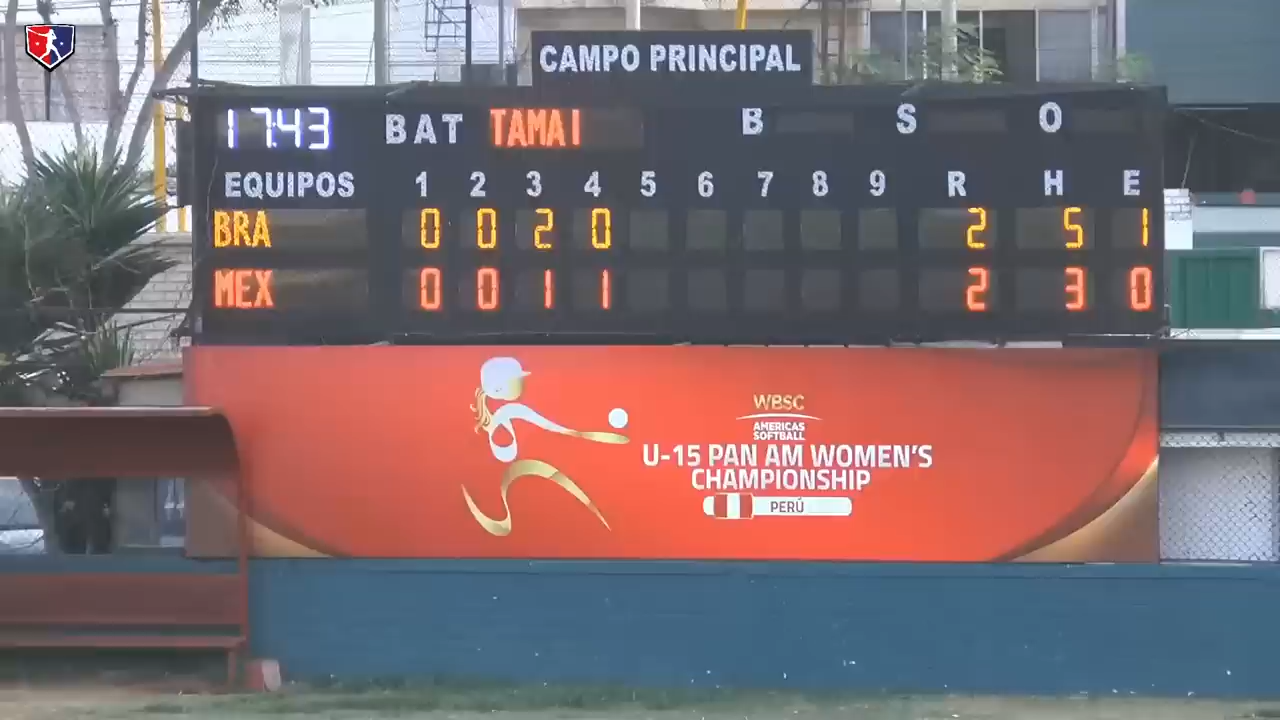 CAMPO PRINCIPAL
17:43 BAT TAMAI B S O
EQUIPOS 1 2 3 4 5 6 7 8 9 R H E
BRA 0 0 2 0 2 5 1
MEX 0 0 1 1 2 3 0
WBSC
AMERICAS
SOFTBALL
U-15 PAN AM WOMEN'S
CHAMPIONSHIP
PERÚ